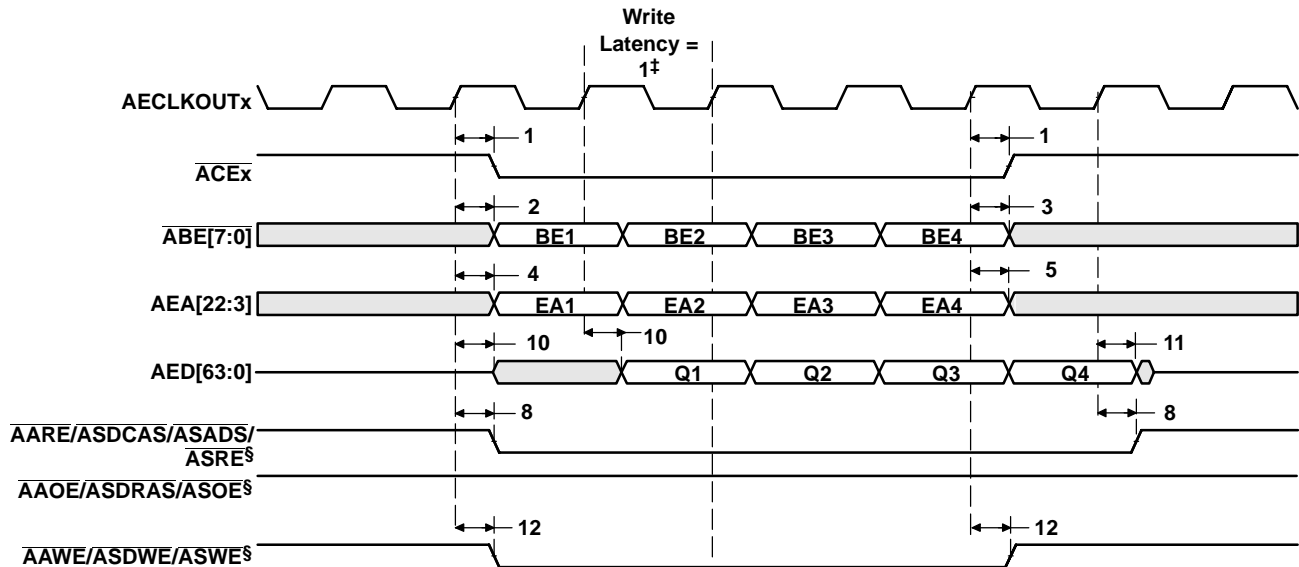 Write
Latency =
1‡
AECLKOUTx
1 1
ACEx
2 3
ABE[7:0] BE1 BE2 BE3 BE4
4 5
AEA[22:3] EA1 EA2 EA3 EA4
10 10 11
AED[63:0] Q1 Q2 Q3 Q4
8 8
AARE/ASDCAS/ASADS/
ASRE§
AAOE/ASDRAS/ASOE§
12 12
AAWE/ASDWE/ASWE§